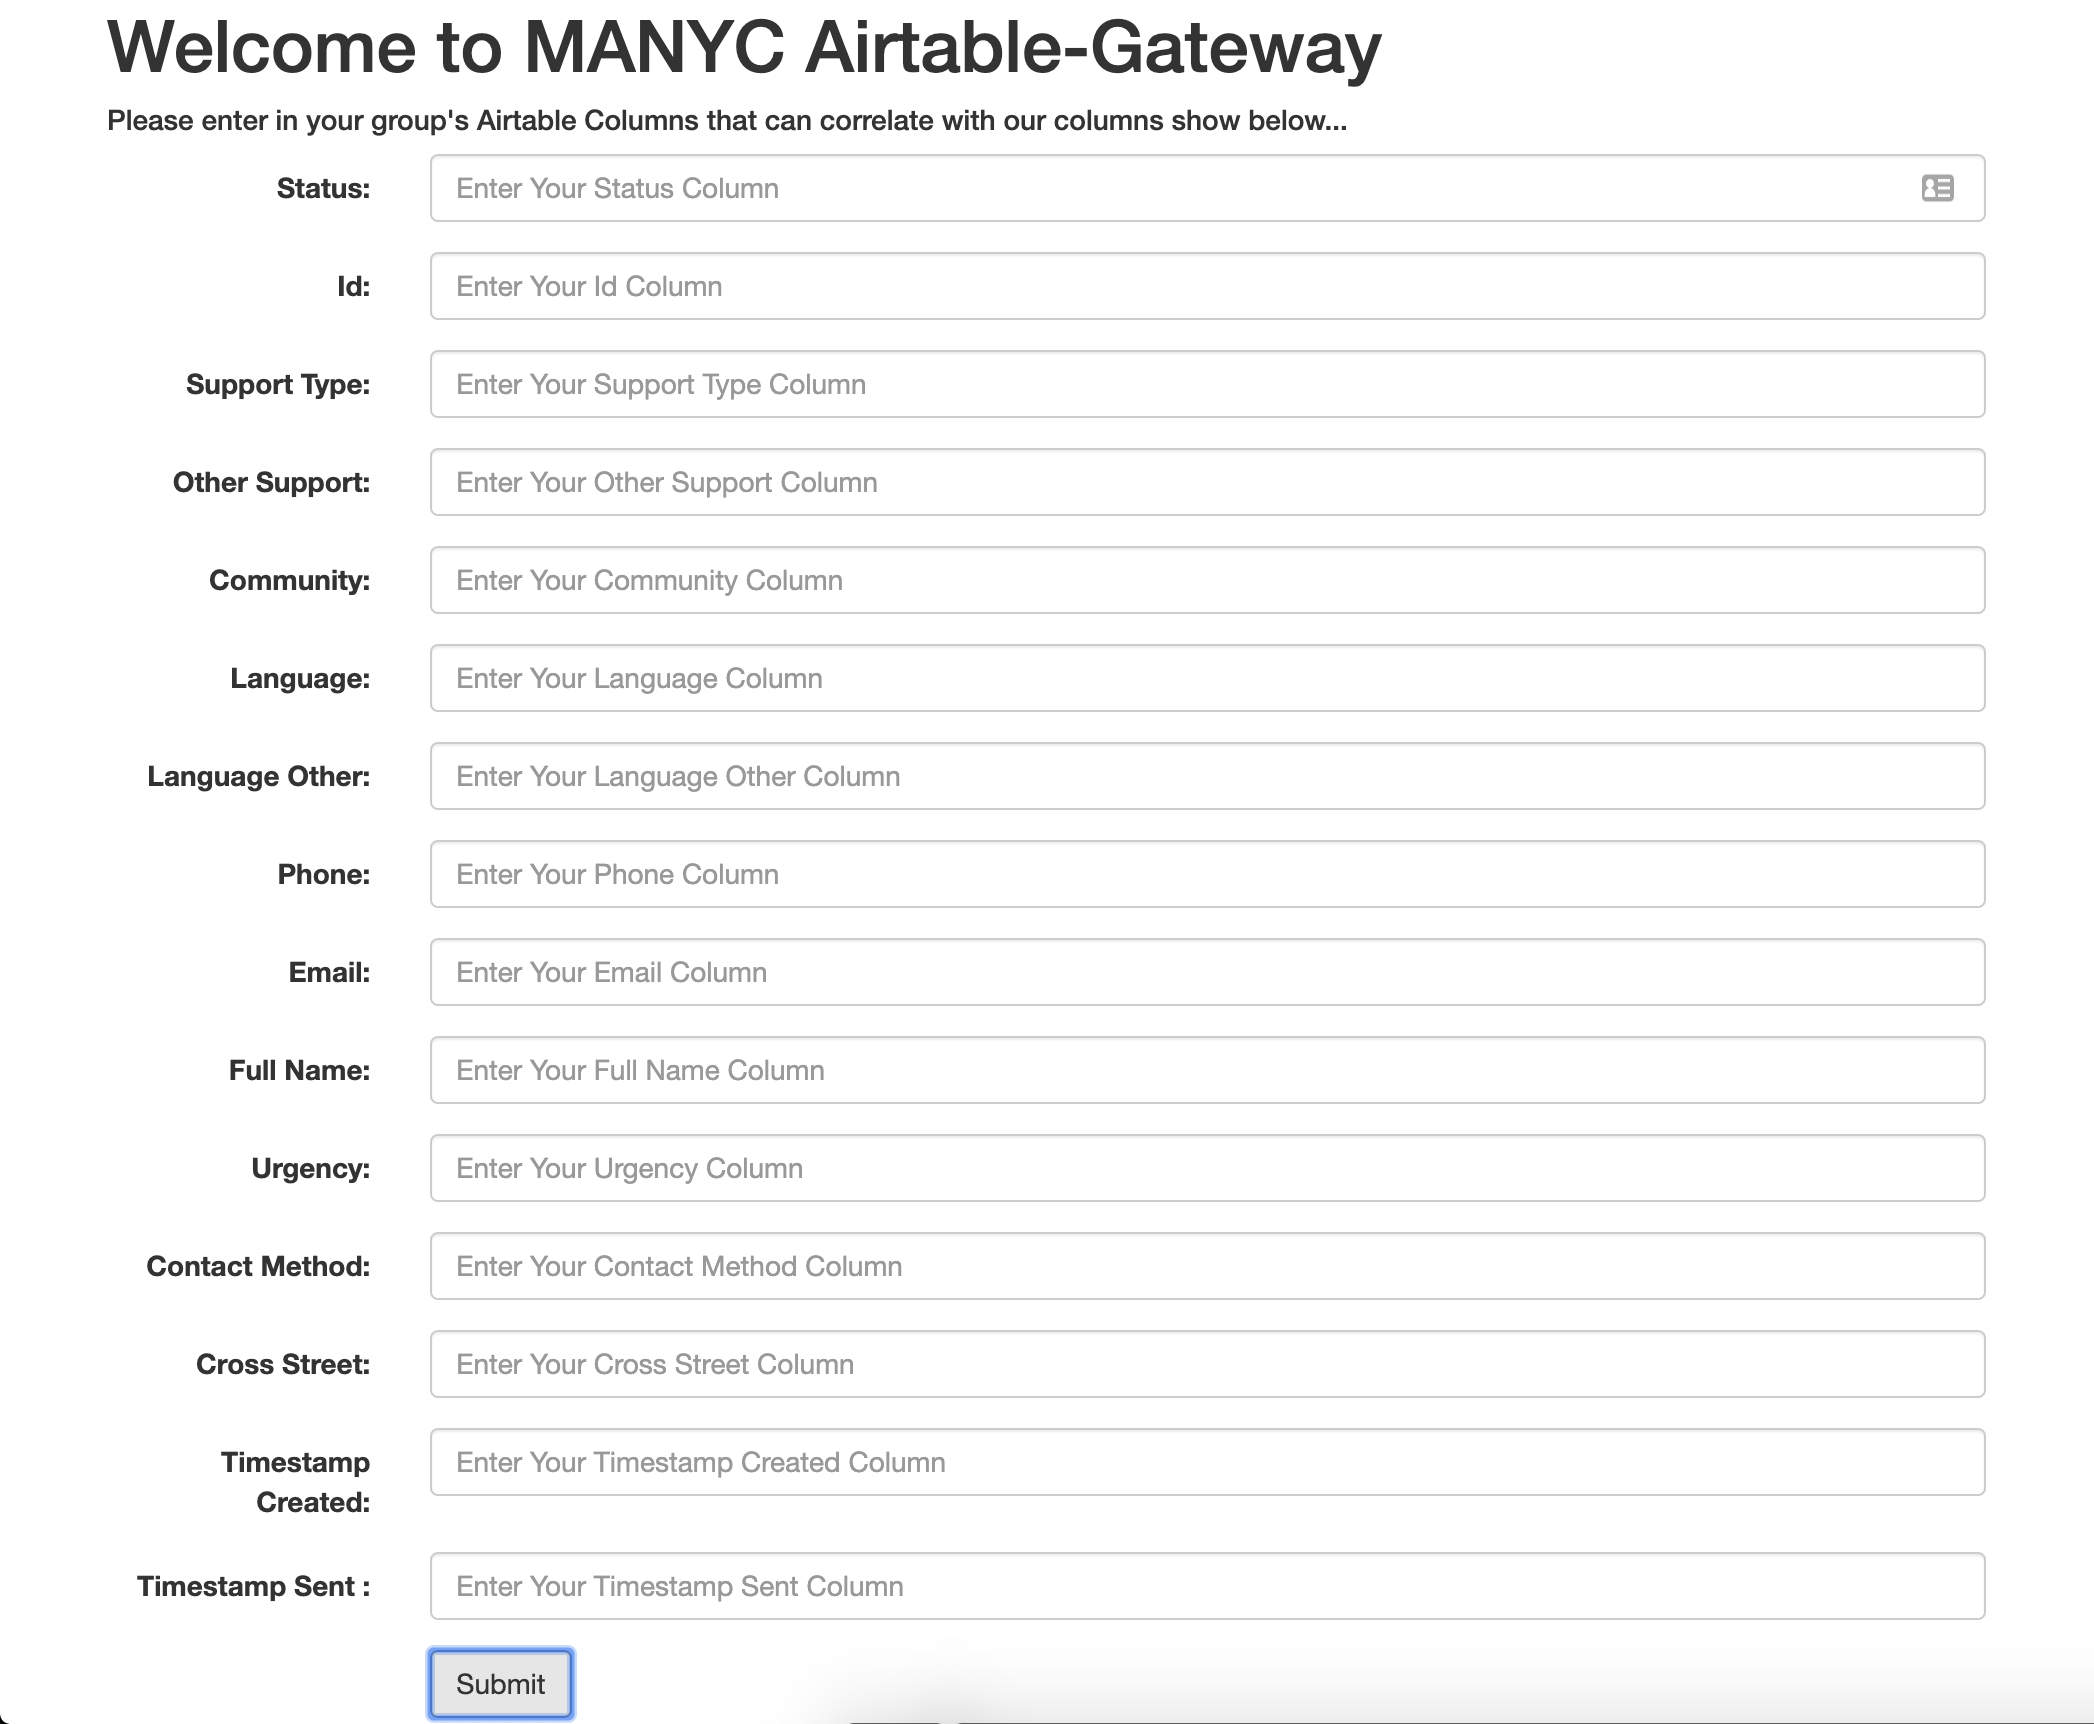 Welcome to MANYC Airtable-Gateway
Please enter in your group's Airtable Columns that can correlate with our columns show below...
Status: Enter Your Status Column
Id: Enter Your Id Column
Support Type: Enter Your Support Type Column
Other Support: Enter Your Other Support Column
Community: Enter Your Community Column
Language: Enter Your Language Column
Language Other: Enter Your Language Other Column
Phone: Enter Your Phone Column
Email: Enter Your Email Column
Full Name: Enter Your Full Name Column
Urgency: Enter Your Urgency Column
Contact Method: Enter Your Contact Method Column
Cross Street: Enter Your Cross Street Column
Timestamp Enter Your Timestamp Created Column
Created:
Timestamp Sent : Enter Your Timestamp Sent Column
Submit